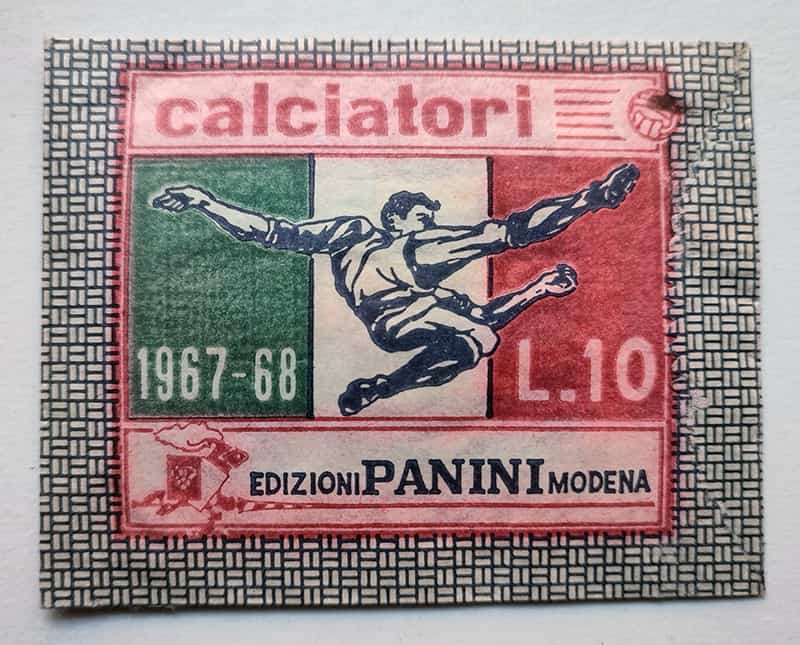 calciatori
1967-68
L.10
EDIZIONI PANINI MODENA